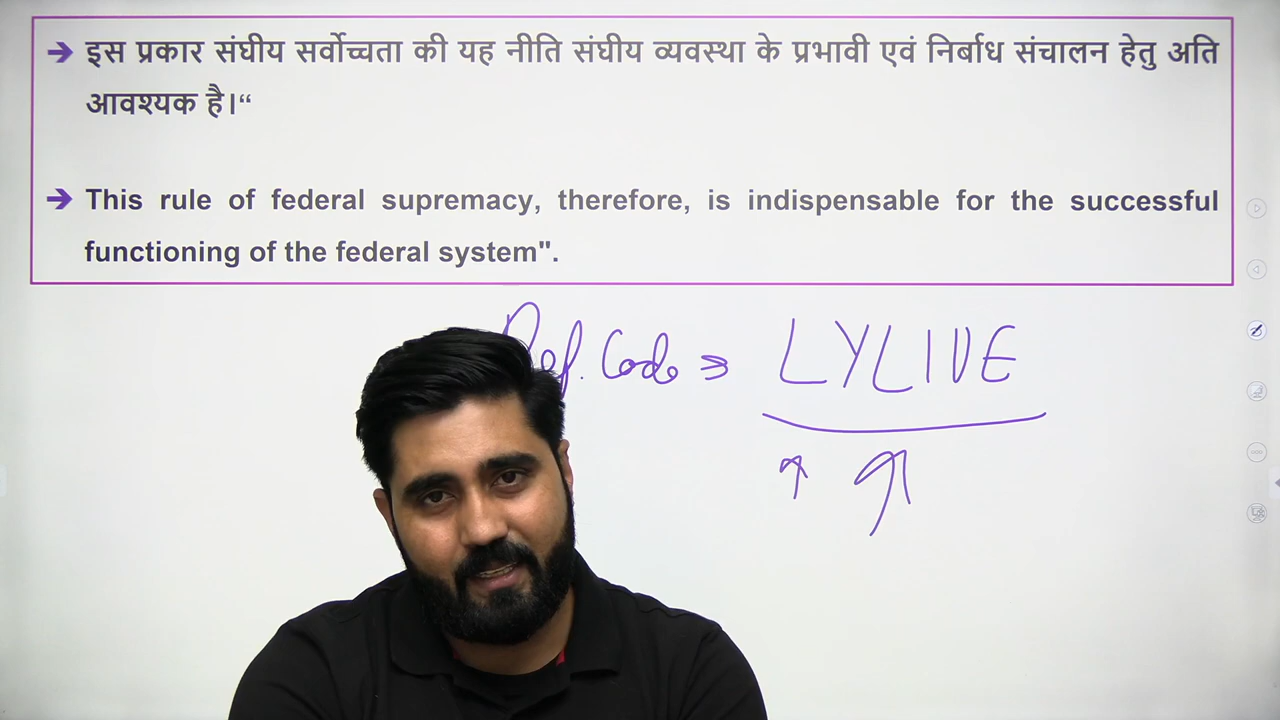 → इस प्रकार संघीय सर्वोच्चता की यह नीति संघीय व्यवस्था के प्रभावी एवं निर्बाध संचालन हेतु अति
आवश्यक है।“
→ This rule of federal supremacy, therefore, is indispensable for the successful
functioning of the federal system".
Ref. Code ⇒ LYLIVE